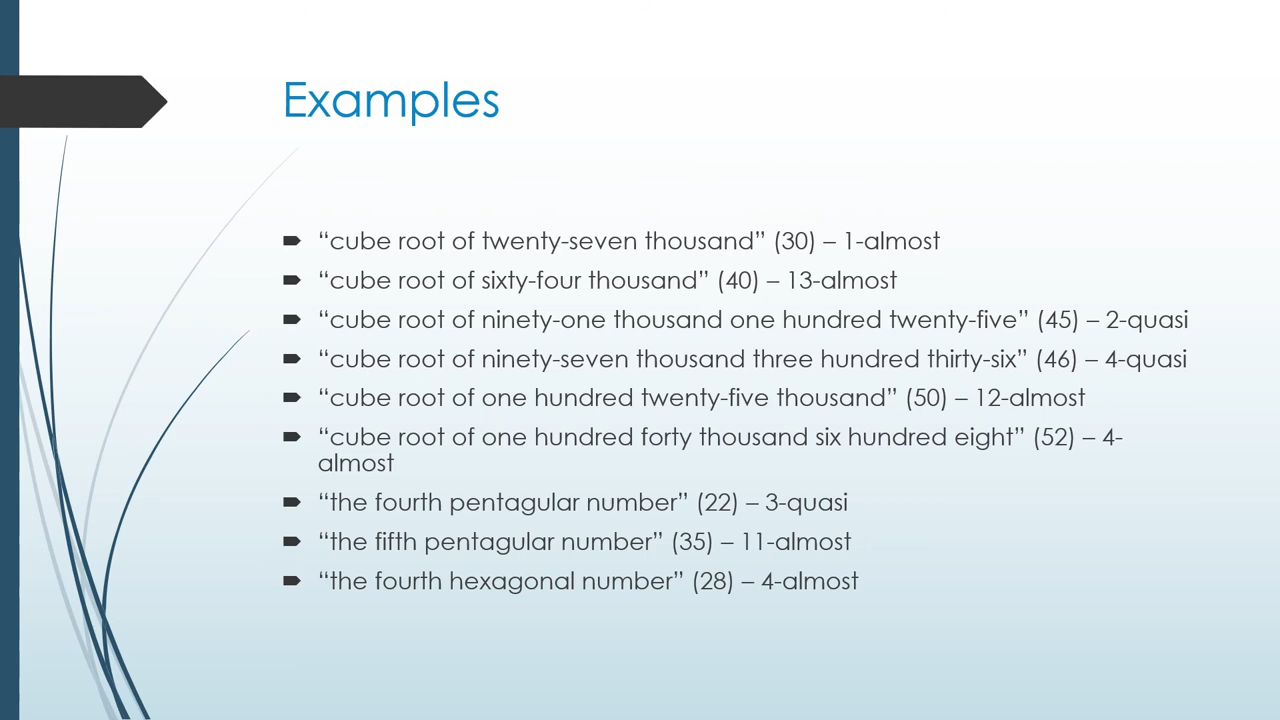 Examples
“cube root of twenty-seven thousand” (30) – 1-almost
“cube root of sixty-four thousand” (40) – 13-almost
“cube root of ninety-one thousand one hundred twenty-five” (45) – 2-quasi
“cube root of ninety-seven thousand three hundred thirty-six” (46) – 4-quasi
“cube root of one hundred twenty-five thousand” (50) – 12-almost
“cube root of one hundred forty thousand six hundred eight” (52) – 4-
almost
“the fourth pentagular number” (22) – 3-quasi
“the fifth pentagular number” (35) – 11-almost
“the fourth hexagonal number” (28) – 4-almost